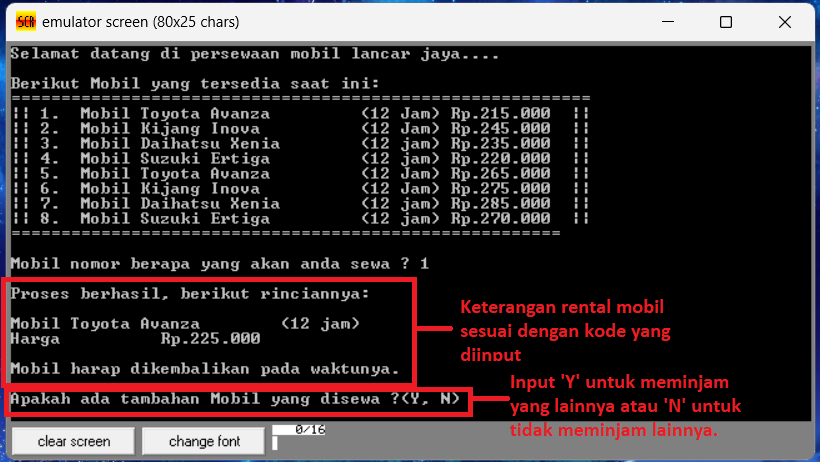 SCR emulator screen (80x25 chars)
Selamat datang di persewaan mobil lancar jaya....
Berikut Mobil yang tersedia saat ini:
==========================================================
|| 1. Mobil Toyota Avanza (12 Jam) Rp.215.000 ||
|| 2. Mobil Kijang Inova (12 Jam) Rp.245.000 ||
|| 3. Mobil Daihatsu Xenia (12 Jam) Rp.235.000 ||
|| 4. Mobil Suzuki Ertiga (12 Jam) Rp.220.000 ||
|| 5. Mobil Toyota Avanza (12 jam) Rp.265.000 ||
|| 6. Mobil Kijang Inova (12 jam) Rp.275.000 ||
|| 7. Mobil Daihatsu Xenia (12 jam) Rp.285.000 ||
|| 8. Mobil Suzuki Ertiga (12 jam) Rp.270.000 ||
=======================================================
Mobil nomor berapa yang akan anda sewa ? 1
Proses berhasil, berikut rinciannya:
Mobil Toyota Avanza (12 jam)
Harga Rp.225.000
Mobil harap dikembalikan pada waktunya.
Apakah ada tambahan Mobil yang disewa ?(Y, N)
Keterangan rental mobil
sesuai dengan kode yang
diinput
Input 'Y' untuk meminjam
yang lainnya atau 'N' untuk
tidak meminjam lainnya.
clear screen
change font
0/16